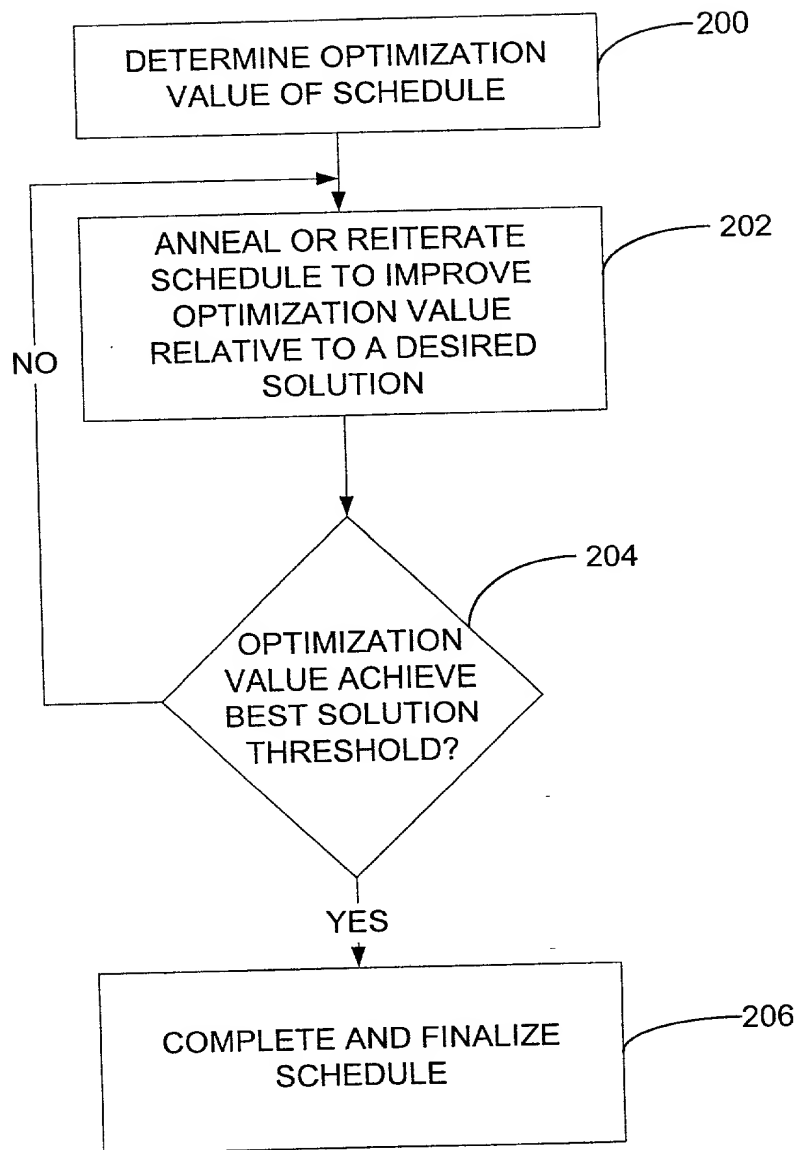 200
DETERMINE OPTIMIZATION
VALUE OF SCHEDULE
202
ANNEAL OR REITERATE
SCHEDULE TO IMPROVE
OPTIMIZATION VALUE
RELATIVE TO A DESIRED
SOLUTION
NO
204
OPTIMIZATION
VALUE ACHIEVE
BEST SOLUTION
THRESHOLD?
YES
206
COMPLETE AND FINALIZE
SCHEDULE